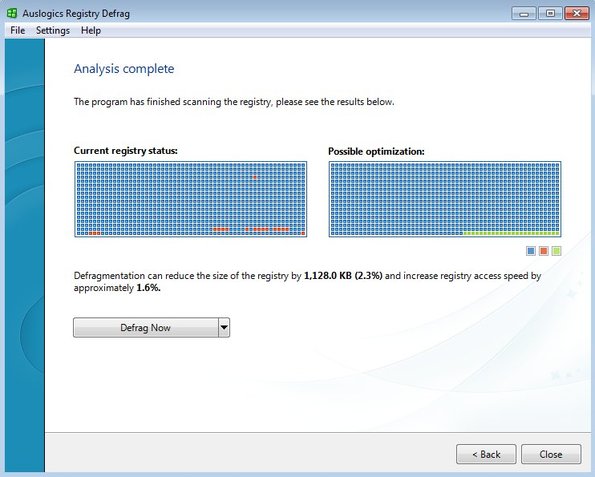 Auslogics Registry Defrag
File Settings Help
Analysis complete
The program has finished scanning the registry, please see the results below.
Current registry status:
Possible optimization:
Defragmentation can reduce the size of the registry by 1,128.0 KB (2.3%) and increase registry access speed by
approximately 1.6%.
Defrag Now
< Back
Close